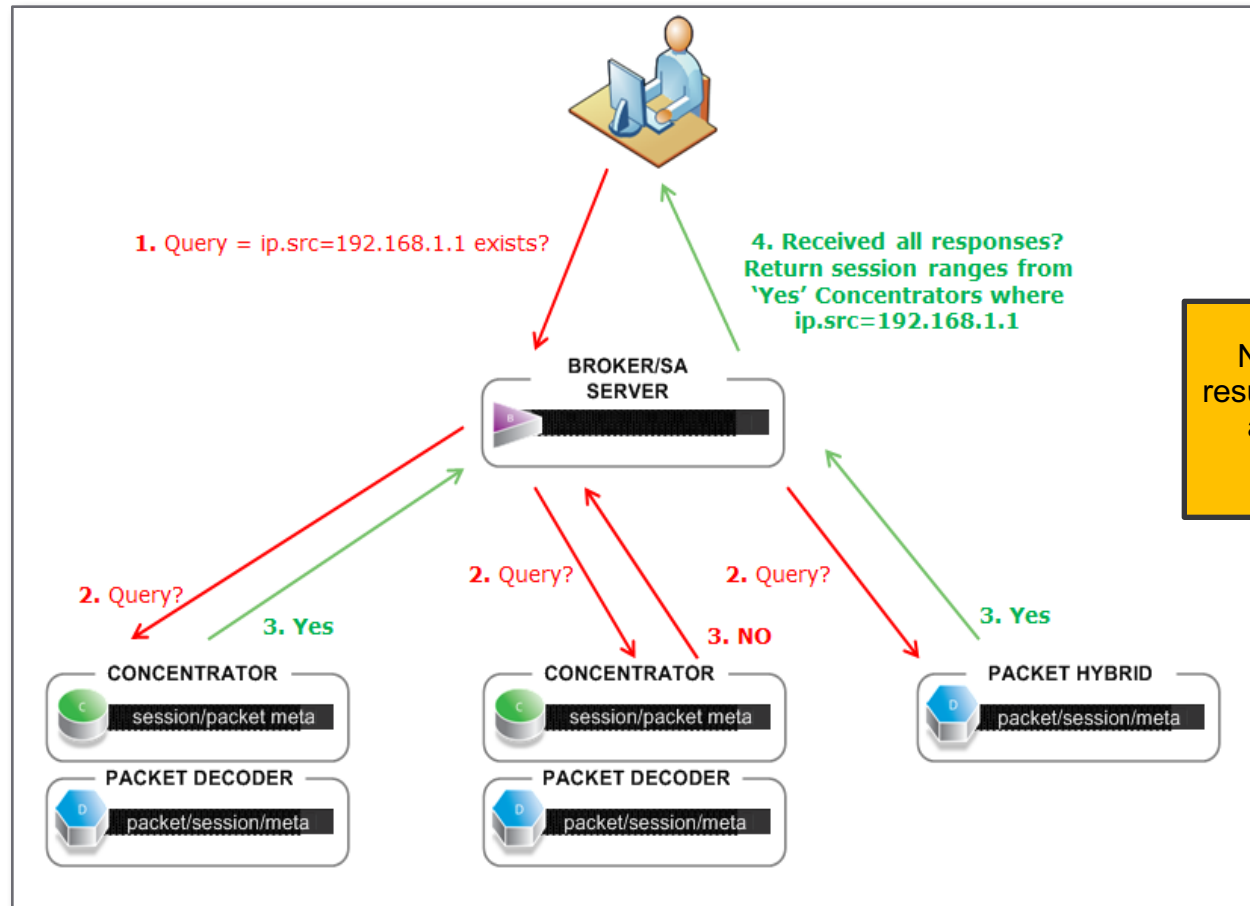 1. Query = ip.src=192.168.1.1 exists?
4. Received all responses?
Return session ranges from
‘Yes’ Concentrators where
ip.src=192.168.1.1
BROKER/SA
SERVER
B
2. Query?
3. Yes
2. Query?
3. NO
2. Query?
3. Yes
CONCENTRATOR
C
session/packet meta
PACKET DECODER
D
packet/session/meta
CONCENTRATOR
C
session/packet meta
PACKET DECODER
D
packet/session/meta
PACKET HYBRID
D
packet/session/meta